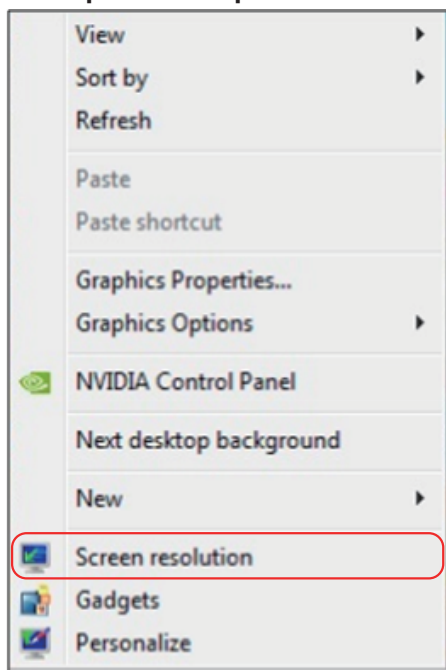 View
Sort by
Refresh
Paste
Paste shortcut
Graphics Properties...
Graphics Options
NVIDIA Control Panel
Next desktop background
New
Screen resolution
Gadgets
Personalize